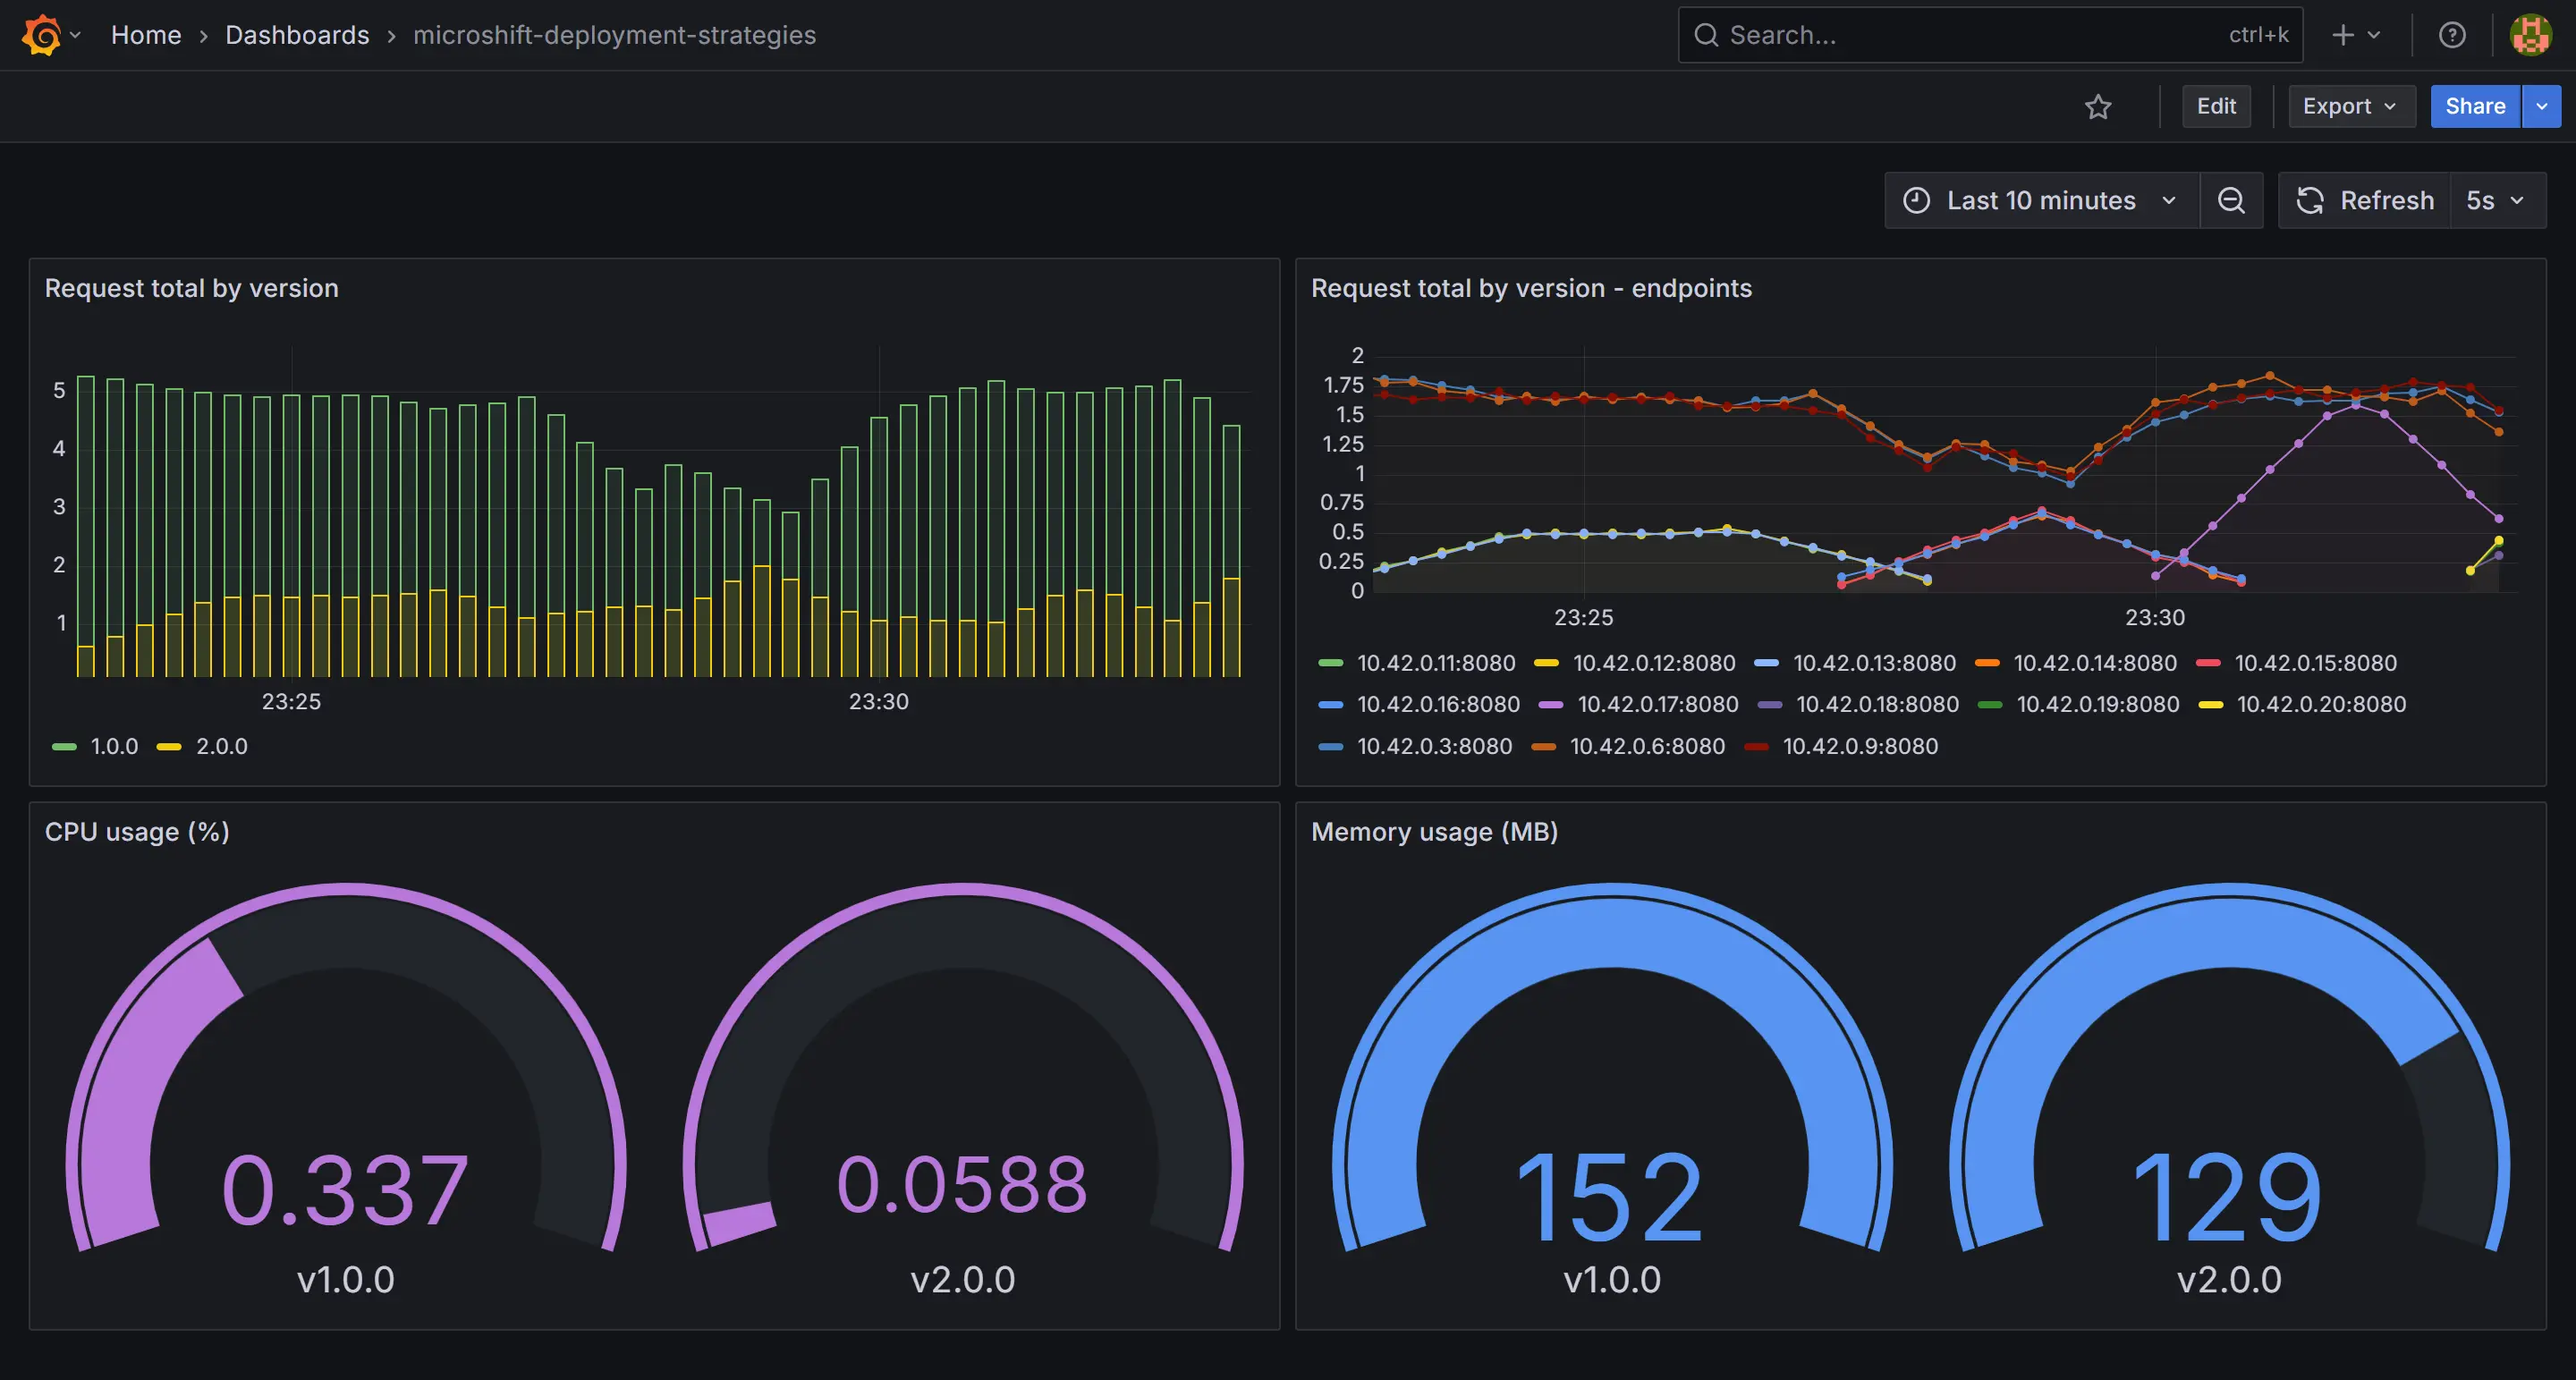 Home › Dashboards › microshift-deployment-strategies
Search... ctrl+k
Edit Export Share
Last 10 minutes Refresh 5s
Request total by version
5
4
3
2
1
23:25 23:30
1.0.0 2.0.0
Request total by version - endpoints
2
1.75
1.5
1.25
1
0.75
0.5
0.25
0
23:25 23:30
10.42.0.11:8080 10.42.0.12:8080 10.42.0.13:8080 10.42.0.14:8080 10.42.0.15:8080
10.42.0.16:8080 10.42.0.17:8080 10.42.0.18:8080 10.42.0.19:8080 10.42.0.20:8080
10.42.0.3:8080 10.42.0.6:8080 10.42.0.9:8080
CPU usage (%)
0.337 0.0588
v1.0.0 v2.0.0
Memory usage (MB)
152 129
v1.0.0 v2.0.0